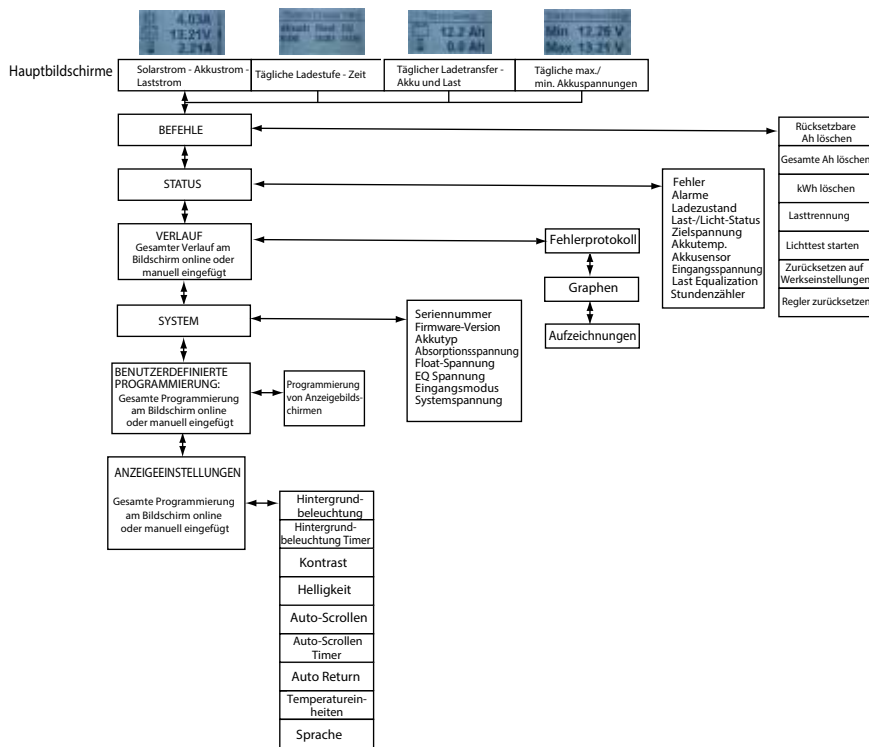 4.03A
13.21V
2.21A
12.2 Ah
0.0 Ah
Min 12.76 V
Max 13.21 V
Hauptbildschirme
Solarstrom - Akkustrom -
Laststrom
Tägliche Ladestufe - Zeit
Täglicher Ladetransfer -
Akku und Last
Tägliche max./
min. Akkuspannungen
BEFEHLE
Rücksetzbare
Ah löschen
Gesamte Ah löschen
kWh löschen
Lasttrennung
Lichttest starten
Zurücksetzen auf
Werkseinstellungen
Regler zurücksetzen
STATUS
Fehler
Alarme
Ladezustand
Last-/Licht-Status
Zielspannung
Akkutemp.
Akkusensor
Eingangsspannung
Last Equalization
Stundenzähler
VERLAUF
Gesamter Verlauf am
Bildschirm online oder
manuell eingefügt
Fehlerprotokoll
Graphen
Aufzeichnungen
SYSTEM
Seriennummer
Firmware-Version
Akkutyp
Absorptionsspannung
Float-Spannung
EQ Spannung
Eingangsmodus
Systemspannung
BENUTZERDEFINIERTE
PROGRAMMIERUNG:
Gesamte Programmierung
am Bildschirm online
oder manuell eingefügt
Programmierung
von Anzeigebilds-
chirmen
ANZEIGEEINSTELLUNGEN
Gesamte Programmierung
am Bildschirm online
oder manuell eingefügt
Hintergrund-
beleuchtung
Hintergrund-
beleuchtung Timer
Kontrast
Helligkeit
Auto-Scrollen
Auto-Scrollen
Timer
Auto Return
Temperaturein-
heiten
Sprache